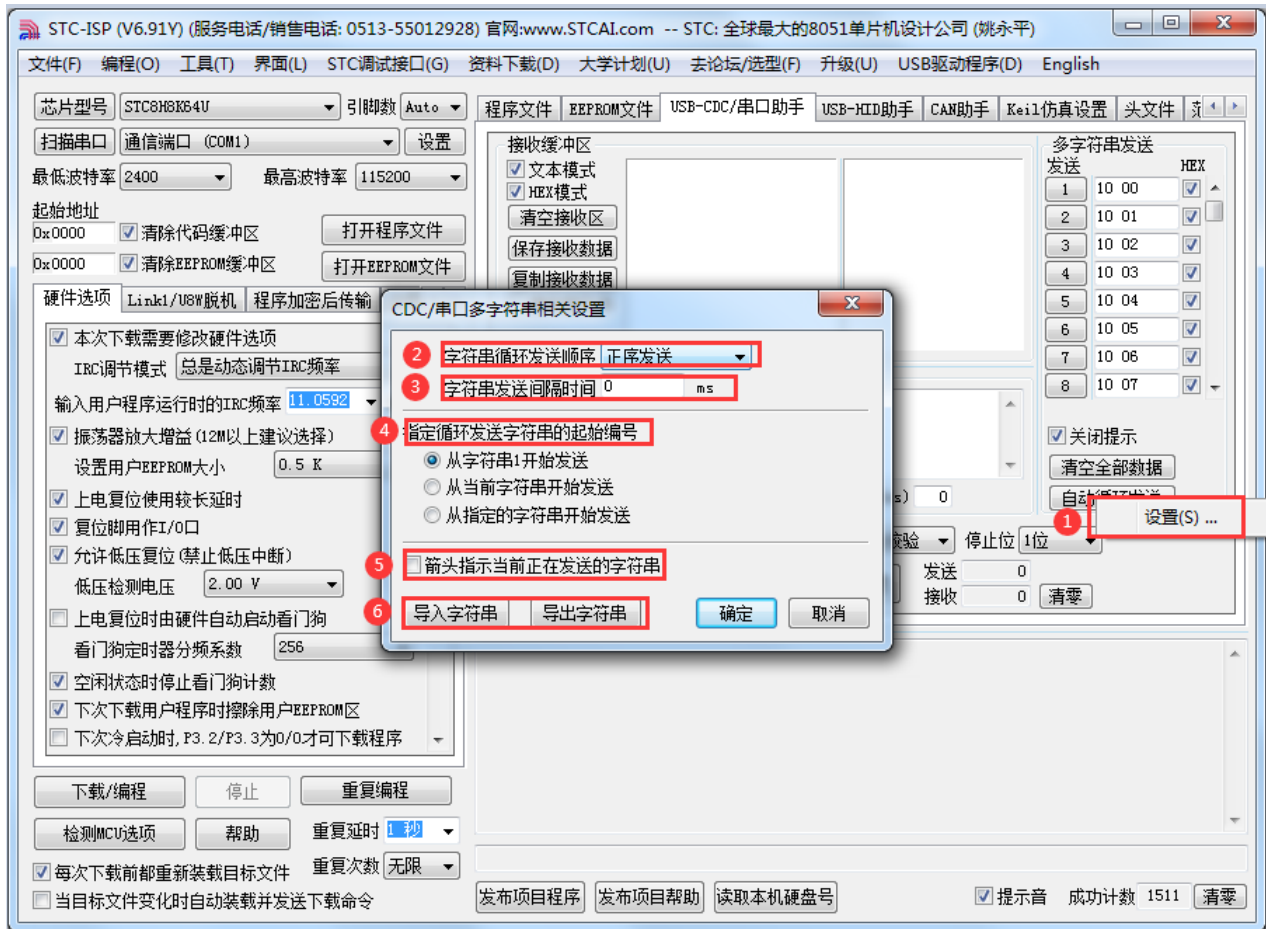 STC-ISP (V6.91Y) (服务电话/销售电话: 0513-55012928) 官网:www.STCAI.com -- STC: 全球最大的8051单片机设计公司 (姚永平)
文件(F) 编程(O) 工具(T) 界面(L) STC调试接口(G) 资料下载(D) 大学计划(U) 去论坛/选型(F) 升级(U) USB驱动程序(D) English
芯片型号 STC8H8K64U 引脚数 Auto
扫描串口 通信端口 (COM1) 设置
最低波特率 2400 最高波特率 115200
起始地址
0x0000 清除代码缓冲区 打开程序文件
0x0000 清除EEPROM缓冲区 打开EEPROM文件
硬件选项 Link1/U8W脱机 程序加密后传输
本次下载需要修改硬件选项
IRC调节模式 总是动态调节IRC频率
输入用户程序运行时的IRC频率 11.0592
振荡器放大增益(12M以上建议选择)
设置用户EEPROM大小 0.5 K
上电复位使用较长延时
复位脚用作I/O口
允许低压复位(禁止低压中断)
低压检测电压 2.00 V
上电复位时由硬件自动启动看门狗
看门狗定时器分频系数 256
空闲状态时停止看门狗计数
下次下载用户程序时擦除用户EEPROM区
下次冷启动时,P3.2/P3.3为0/0才可下载程序
下载/编程 停止 重复编程
检测MCU选项 帮助 重复延时 1 秒
每次下载前都重新装载目标文件 重复次数 无限
当目标文件变化时自动装载并发送下载命令
程序文件 EEPROM文件 USB-CDC/串口助手 USB-HID助手 CAN助手 Keil仿真设置 头文件
接收缓冲区
文本模式
HEX模式
清空接收区
保存接收数据
复制接收数据
多字符串发送
发送 HEX
1 10 00
2 10 01
3 10 02
4 10 03
5 10 04
6 10 05
7 10 06
8 10 07
关闭提示
清空全部数据
自动循环发送
1 设置(S) ...
s) 0
校验 停止位 1位
发送 0
接收 0 清零
CDC/串口多字符串相关设置
2 字符串循环发送顺序 正序发送
3 字符串发送间隔时间 0 ms
4 指定循环发送字符串的起始编号
从字符串1开始发送
从当前字符串开始发送
从指定的字符串开始发送
5 箭头指示当前正在发送的字符串
6 导入字符串 导出字符串 确定 取消
发布项目程序 发布项目帮助 读取本机硬盘号 提示音 成功计数 1511 清零